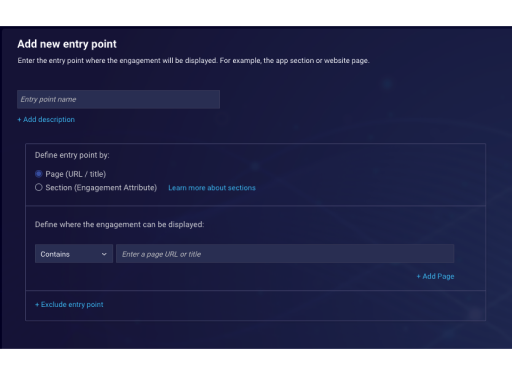 Add new entry point
Enter the entry point where the engagement will be displayed. For example, the app section or website page.
Entry point name
+ Add description
Define entry point by:
Page (URL / title)
Section (Engagement Attribute) Learn more about sections
Define where the engagement can be displayed:
Contains Enter a page URL or title
+ Add Page
+ Exclude entry point